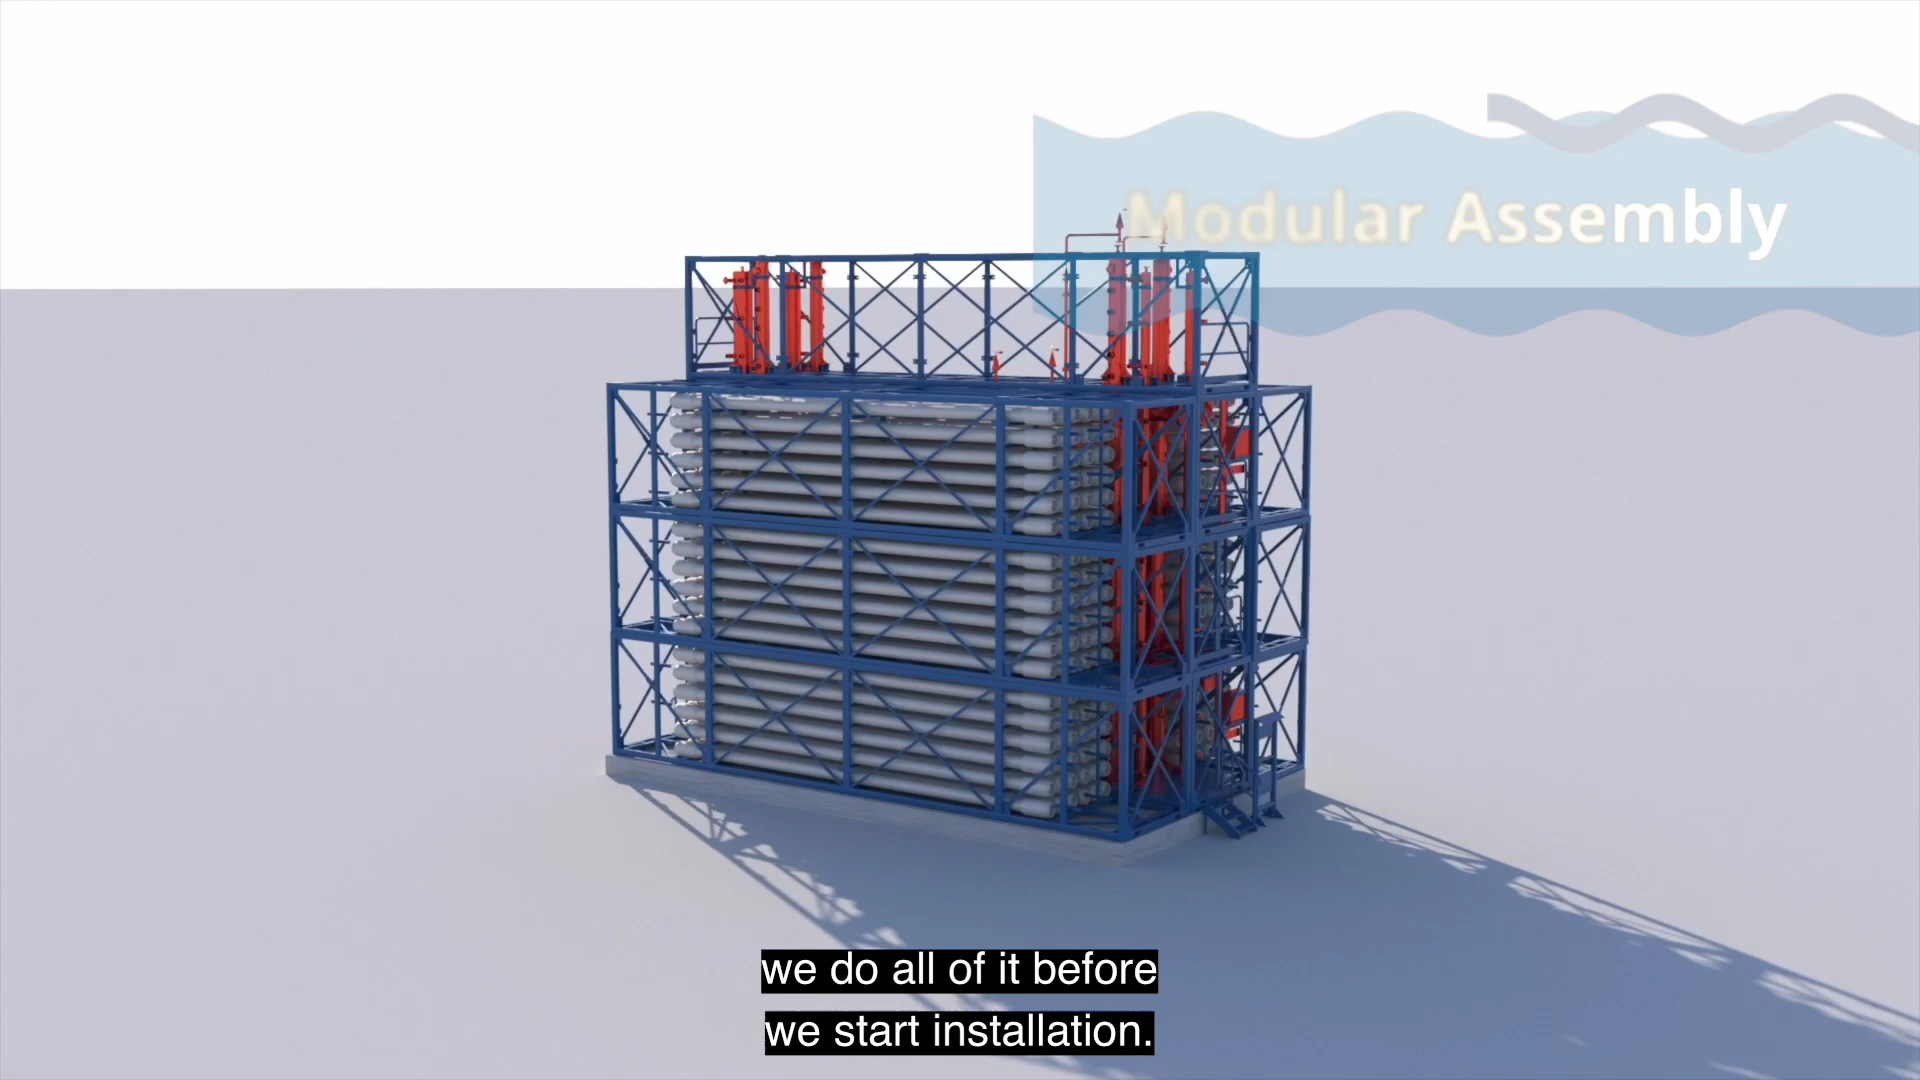 Modular Assembly
we do all of it before
we start installation.